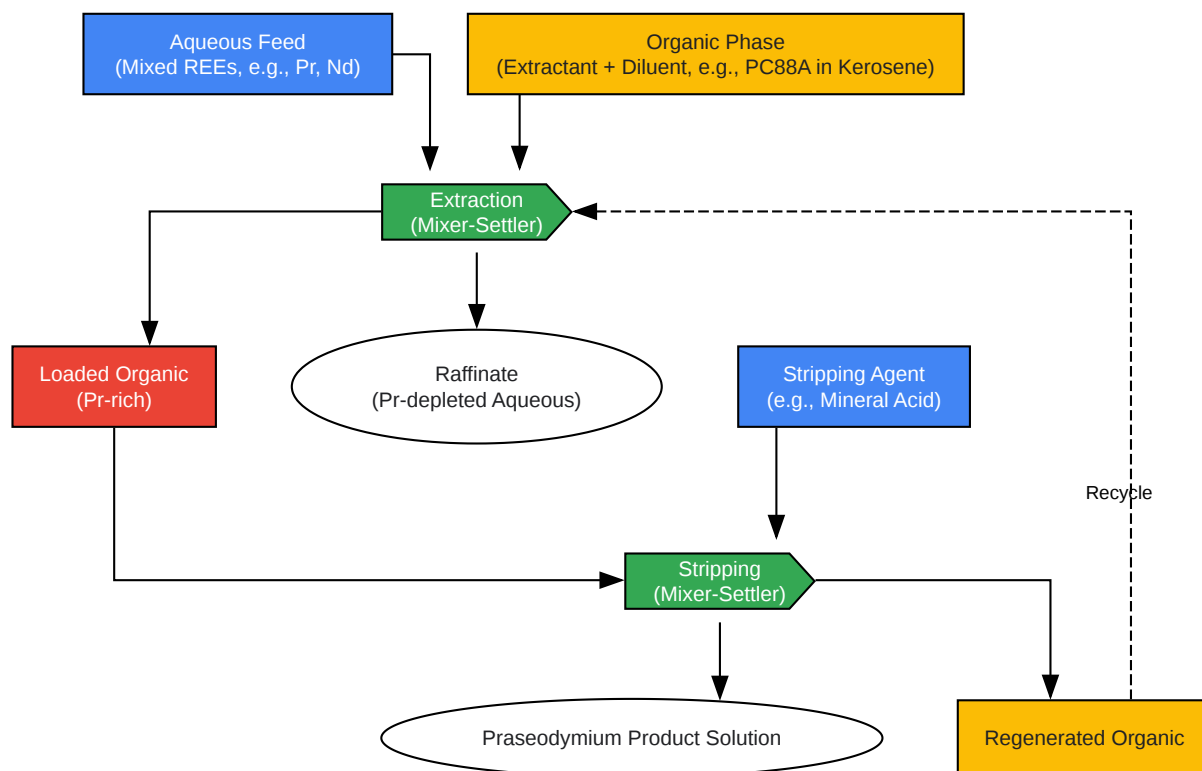 Aqueous Feed
(Mixed REEs, e.g., Pr, Nd)
Organic Phase
(Extractant + Diluent, e.g., PC88A in Kerosene)
Extraction
(Mixer-Settler)
Loaded Organic
(Pr-rich)
Raffinate
(Pr-depleted Aqueous)
Stripping Agent
(e.g., Mineral Acid)
Recycle
Stripping
(Mixer-Settler)
Praseodymium Product Solution
Regenerated Organic